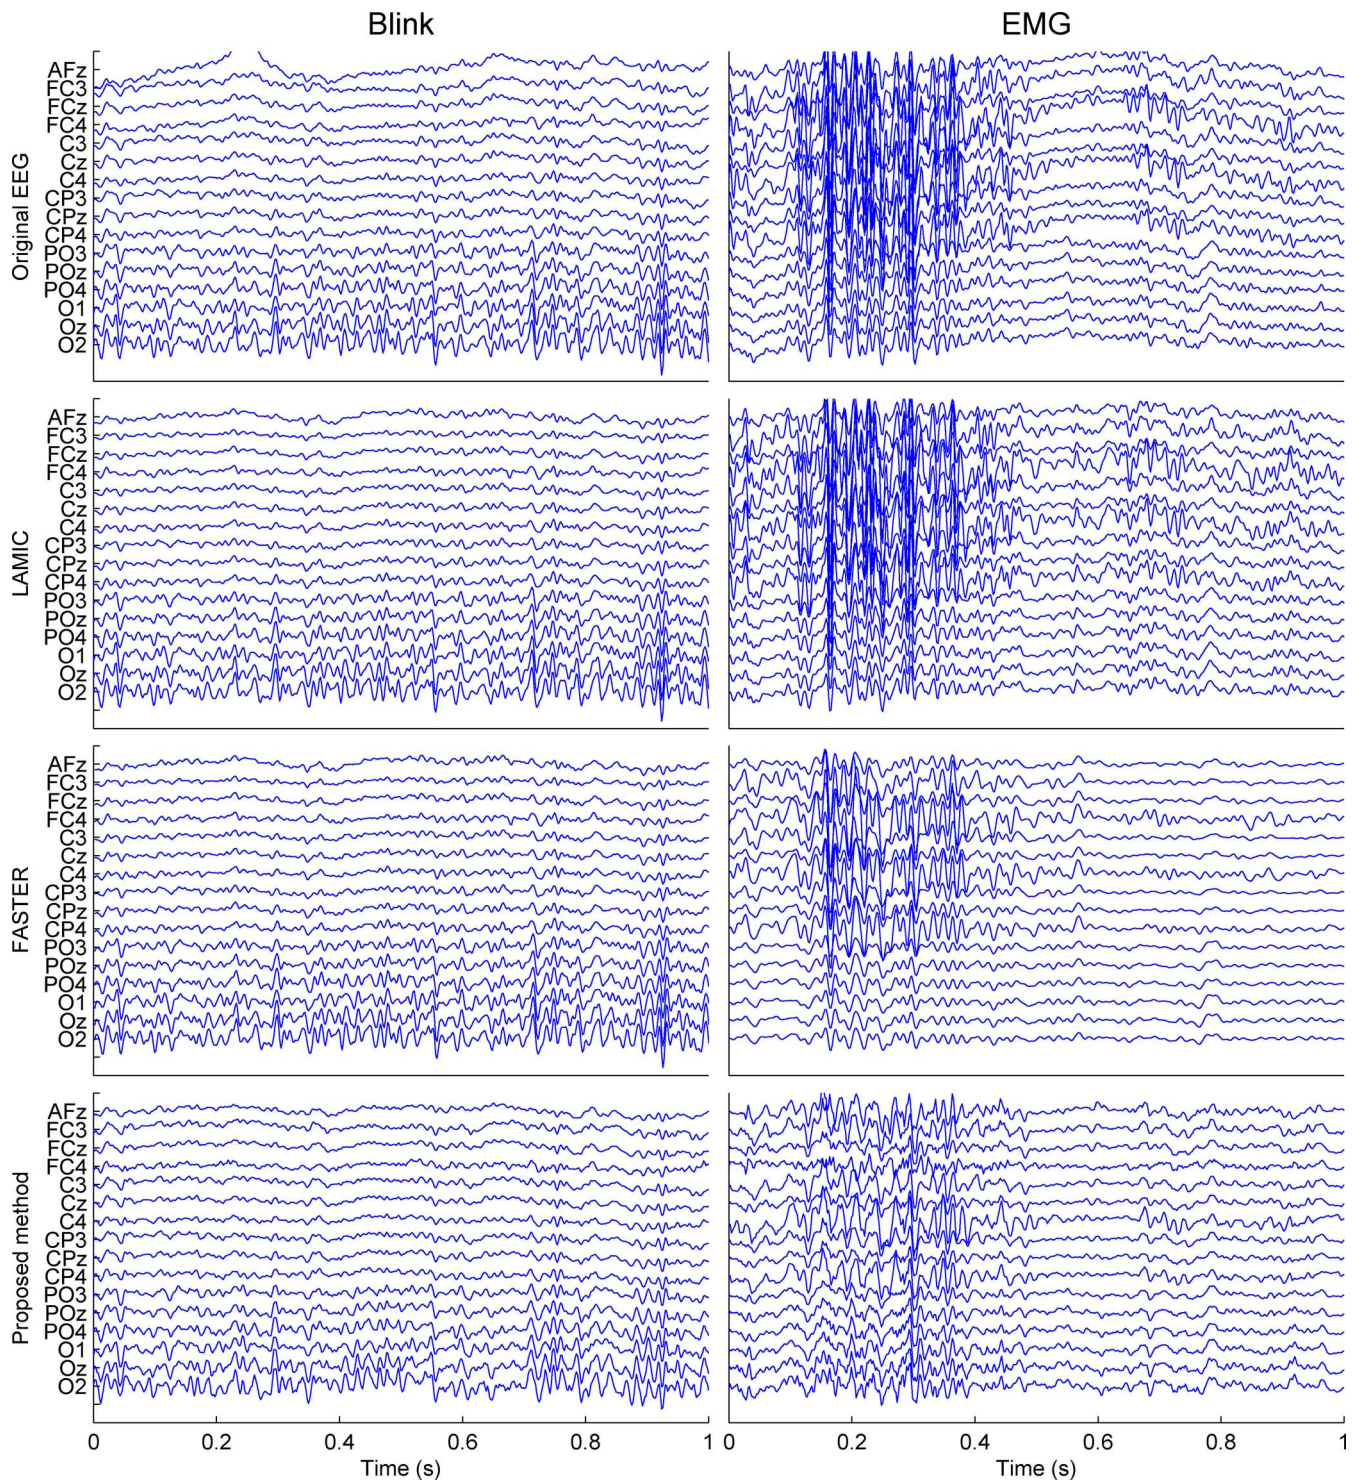 Blink EMG
Original EEG
AFz
FC3
FCz
FC4
C3
Cz
C4
CP3
CPz
CP4
PO3
POz
PO4
O1
Oz
O2
LAMIC
AFz
FC3
FCz
FC4
C3
Cz
C4
CP3
CPz
CP4
PO3
POz
PO4
O1
Oz
O2
FASTER
AFz
FC3
FCz
FC4
C3
Cz
C4
CP3
CPz
CP4
PO3
POz
PO4
O1
Oz
O2
Proposed method
AFz
FC3
FCz
FC4
C3
Cz
C4
CP3
CPz
CP4
PO3
POz
PO4
O1
Oz
O2
0 0.2 0.4 0.6 0.8 1 0 0.2 0.4 0.6 0.8 1
Time (s) Time (s)